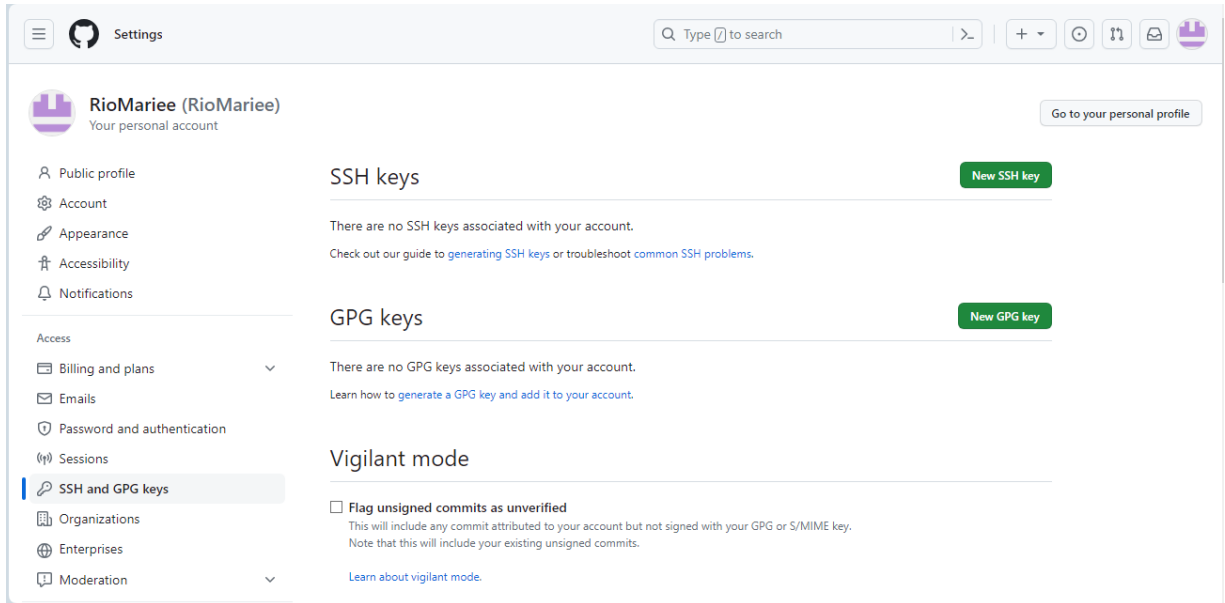 Settings
Type / to search
RioMariee (RioMariee)
Your personal account
Go to your personal profile
Public profile
Account
Appearance
Accessibility
Notifications
Access
Billing and plans
Emails
Password and authentication
Sessions
SSH and GPG keys
Organizations
Enterprises
Moderation
SSH keys
New SSH key
There are no SSH keys associated with your account.
Check out our guide to generating SSH keys or troubleshoot common SSH problems.
GPG keys
New GPG key
There are no GPG keys associated with your account.
Learn how to generate a GPG key and add it to your account.
Vigilant mode
Flag unsigned commits as unverified
This will include any commit attributed to your account but not signed with your GPG or S/MIME key.
Note that this will include your existing unsigned commits.
Learn about vigilant mode.